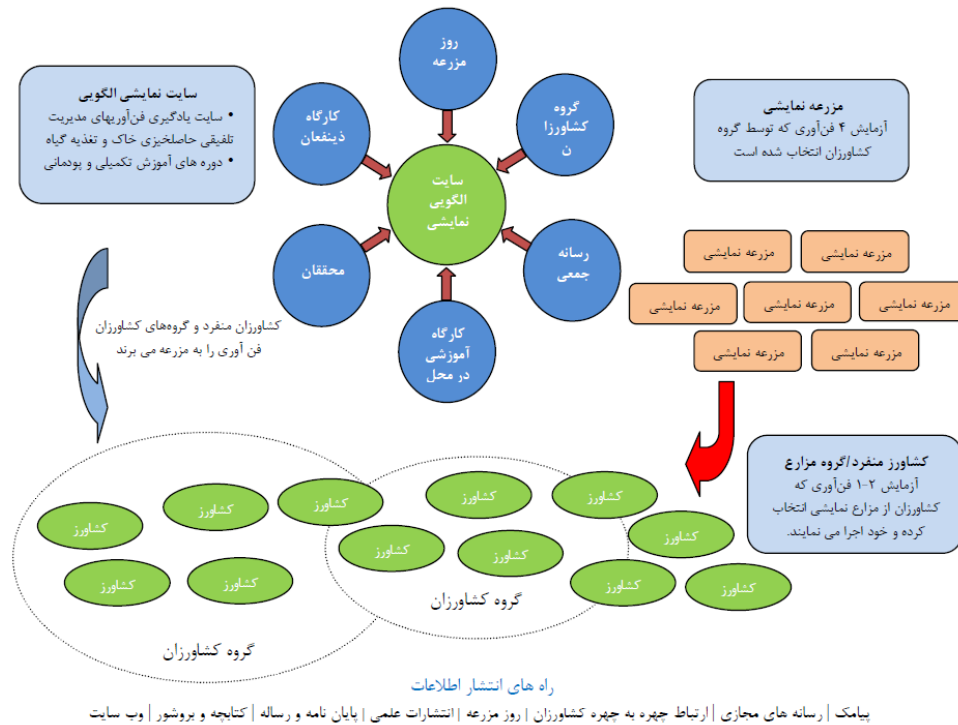 روز
مزرعه
گروه
کشاورزا
ن
رسانه
جمعی
کارگاه
آموزشی
در محل
محققان
کارگاه
ذینفعان
سایت
الگویی
نمایشی
مزرعه نمایشی
آزمایش ۴ فن‌آوری که توسط گروه
کشاورزان انتخاب شده است
سایت نمایشی الگویی
• سایت یادگیری فن‌آوریهای مدیریت
تلفیقی حاصلخیزی خاک و تغذیه گیاه
• دوره های آموزش تکمیلی و پودمانی
مزرعه نمایشی
مزرعه نمایشی
مزرعه نمایشی
مزرعه نمایشی
مزرعه نمایشی
مزرعه نمایشی
مزرعه نمایشی
کشاورزان منفرد و گروه‌های کشاورزان
فن آوری را به مزرعه می برند
کشاورز منفرد/گروه مزارع
آزمایش ۲-۱ فن‌آوری که
کشاورزان از مزارع نمایشی انتخاب
کرده و خود اجرا می نمایند.
کشاورز
کشاورز
کشاورز
کشاورز
کشاورز
کشاورز
کشاورز
کشاورز
کشاورز
کشاورز
کشاورز
کشاورز
کشاورز
گروه کشاورزان
گروه کشاورزان
راه های انتشار اطلاعات
پیامک | رسانه های مجازی | ارتباط چهره به چهره کشاورزان | روز مزرعه | انتشارات علمی | پایان نامه و رساله | کتابچه و بروشور | وب سایت